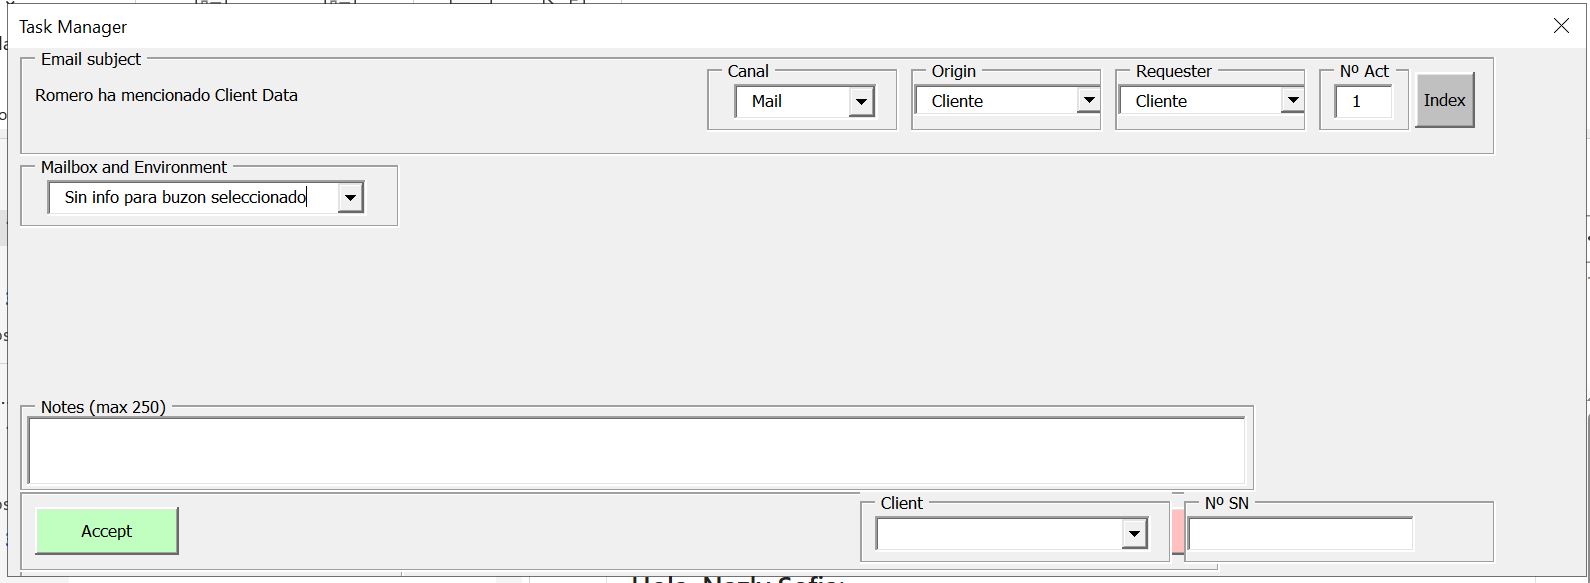 Task Manager
Email subject
Romero ha mencionado Client Data
Canal
Mail
Origin
Cliente
Requester
Cliente
Nº Act
1
Index
Mailbox and Environment
Sin info para buzon seleccionado
Notes (max 250)
Accept
Client
Nº SN